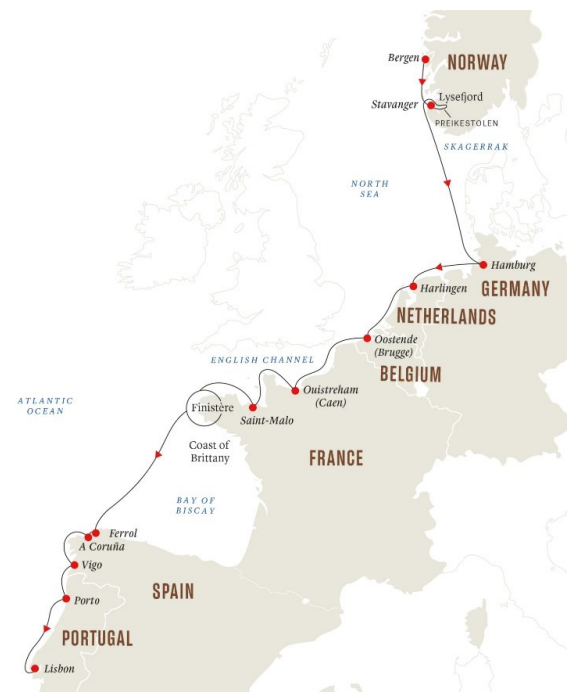 Bergen
NORWAY
Lysefjord
Stavanger
PREIKESTOLEN
SKAGERRAK
NORTH
SEA
Hamburg
Harlingen
GERMANY
NETHERLANDS
Oostende
(Brugge)
ENGLISH CHANNEL
BELGIUM
Ouistreham
(Caen)
ATLANTIC
OCEAN
Finistère
Saint-Malo
Coast of
Brittany
FRANCE
BAY OF
BISCAY
Ferrol
A Coruña
Vigo
SPAIN
Porto
PORTUGAL
Lisbon